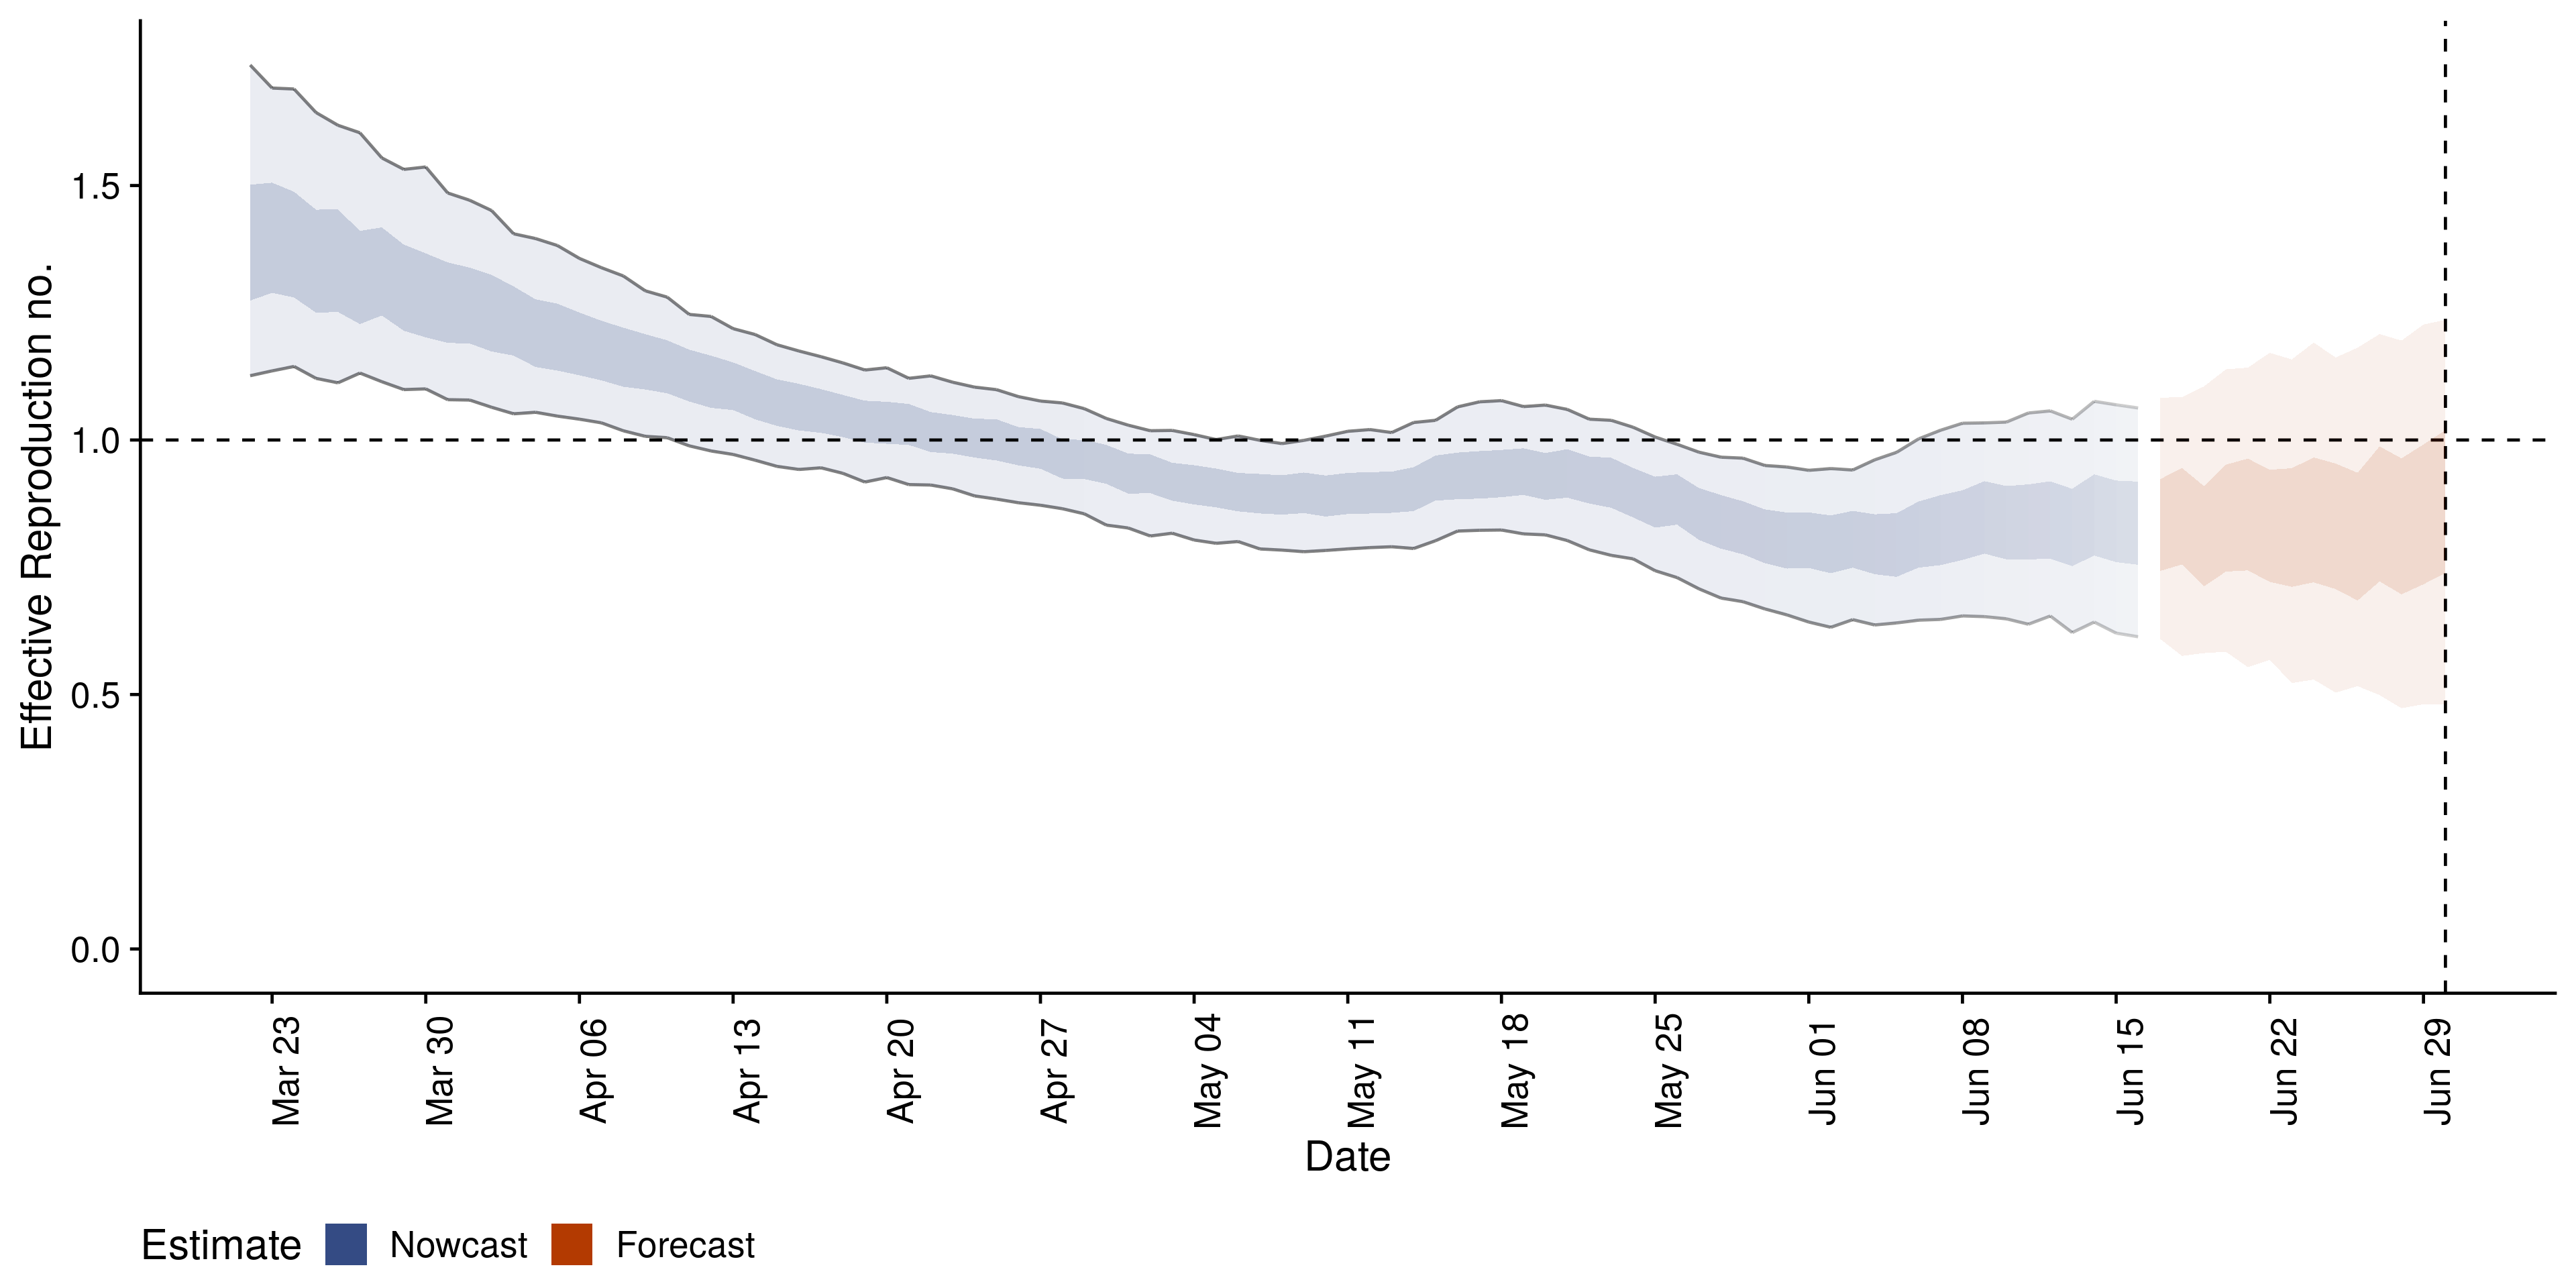 Effective Reproduction no.
1.5
1.0
0.5
0.0
Mar 23
Mar 30
Apr 06
Apr 13
Apr 20
Apr 27
May 04
May 11
May 18
May 25
Jun 01
Jun 08
Jun 15
Jun 22
Jun 29
Date
Estimate Nowcast Forecast